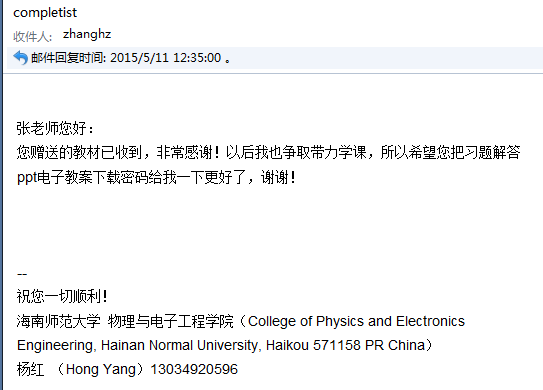 completist
收件人: zhanghz
邮件回复时间: 2015/5/11 12:35:00 。
张老师您好：
您赠送的教材已收到，非常感谢！以后我也争取带力学课，所以希望您把习题解答
ppt电子教案下载密码给我一下更好了，谢谢！
--
祝您一切顺利！
海南师范大学 物理与电子工程学院（College of Physics and Electronics
Engineering, Hainan Normal University, Haikou 571158 PR China）
杨红 （Hong Yang）13034920596